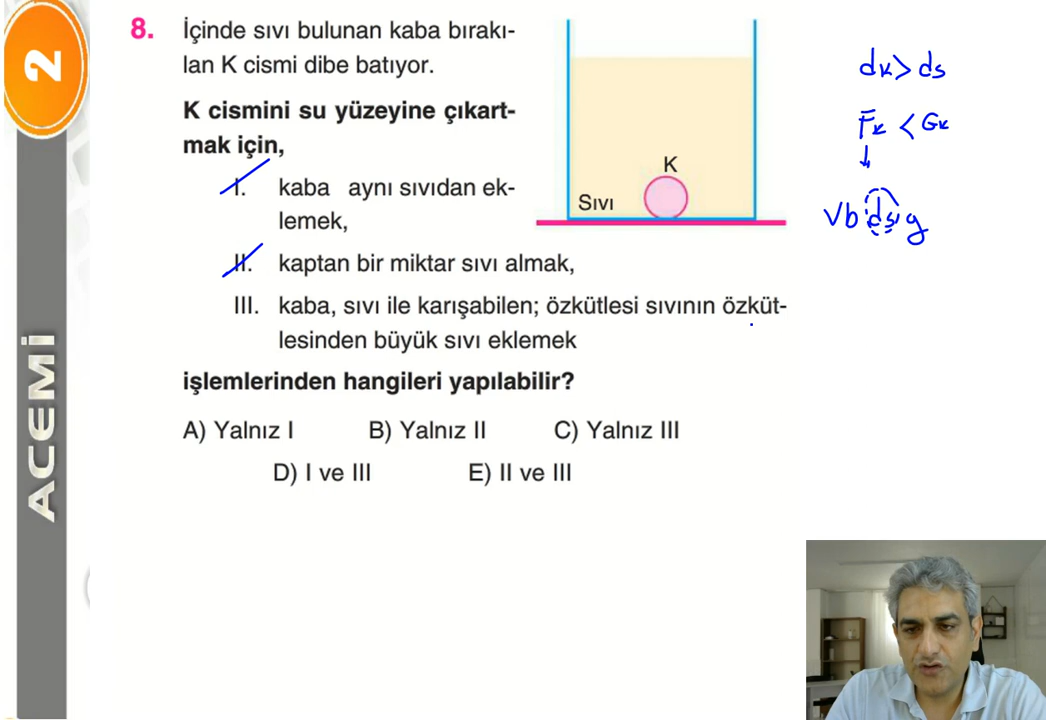 2
ACEMİ
8. İçinde sıvı bulunan kaba bırakı-
lan K cismi dibe batıyor.
K cismini su yüzeyine çıkart-
mak için,
I. kaba aynı sıvıdan ek-
lemek,
II. kaptan bir miktar sıvı almak,
III. kaba, sıvı ile karışabilen; özkütlesi sıvının özküt-
lesinden büyük sıvı eklemek
işlemlerinden hangileri yapılabilir?
A) Yalnız I B) Yalnız II C) Yalnız III
D) I ve III E) II ve III
K
Sıvı
dK > ds
FK < GK
↓
Vb ds g